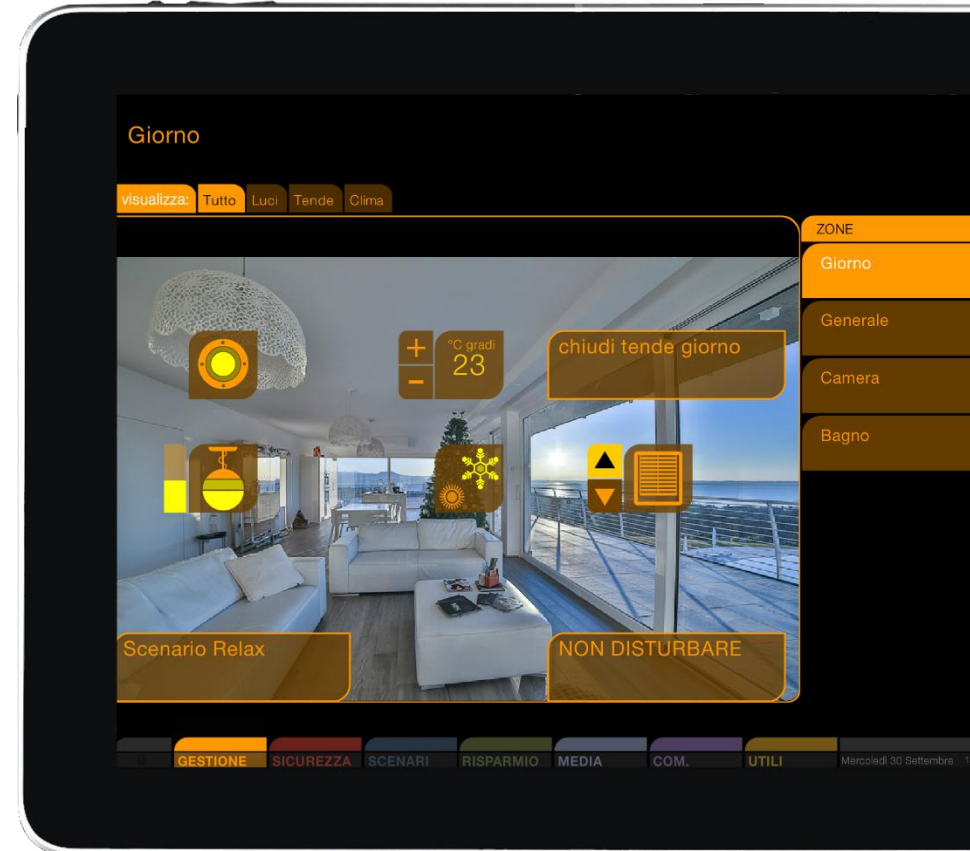 Giorno
visualizza: Tutto Luci Tende Clima
ZONE
Giorno
Generale
Camera
Bagno
+ °C gradi
23
−
chiudi tende giorno
Scenario Relax
NON DISTURBARE
GESTIONE SICUREZZA SCENARI RISPARMIO MEDIA COM. UTILI Mercoledì 30 Settembre